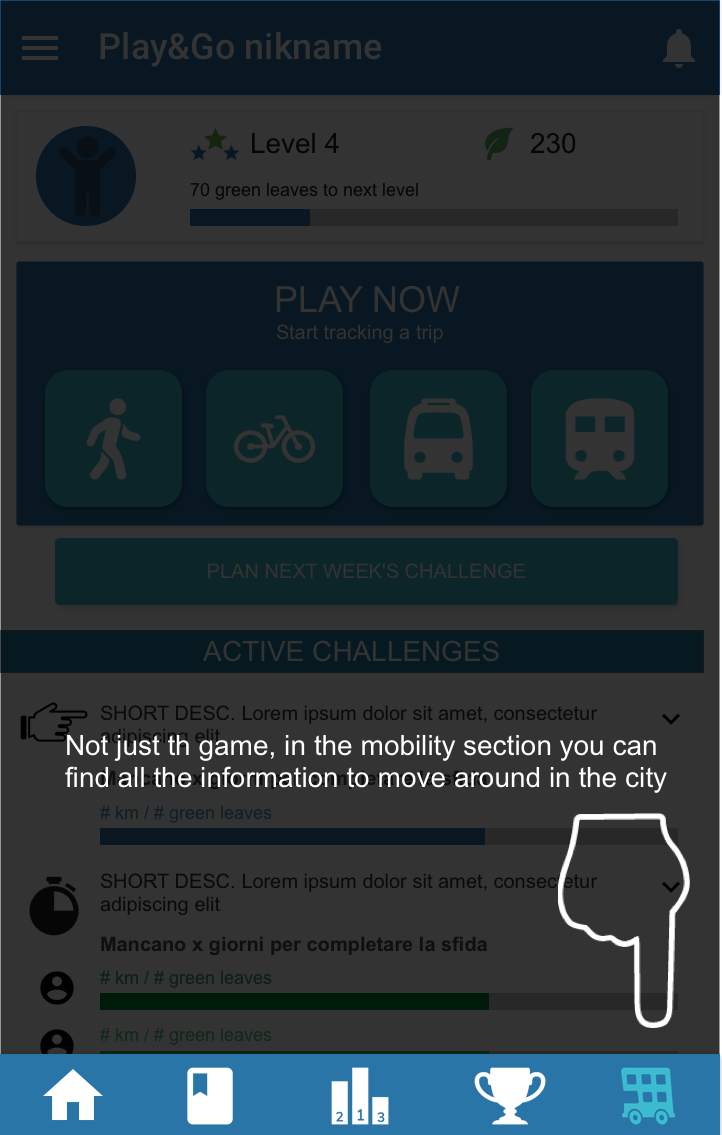 Play&Go nikname
Level 4
230
70 green leaves to next level
PLAY NOW
Start tracking a trip
PLAN NEXT WEEK'S CHALLENGE
ACTIVE CHALLENGES
SHORT DESC. Lorem ipsum dolor sit amet, consectetur
adipiscing elit
Not just th game, in the mobility section you can
find all the information to move around in the city
# km / # green leaves
SHORT DESC. Lorem ipsum dolor sit amet, consectetur
adipiscing elit
Mancano x giorni per completare la sfida
# km / # green leaves
# km / # green leaves
2 1 3